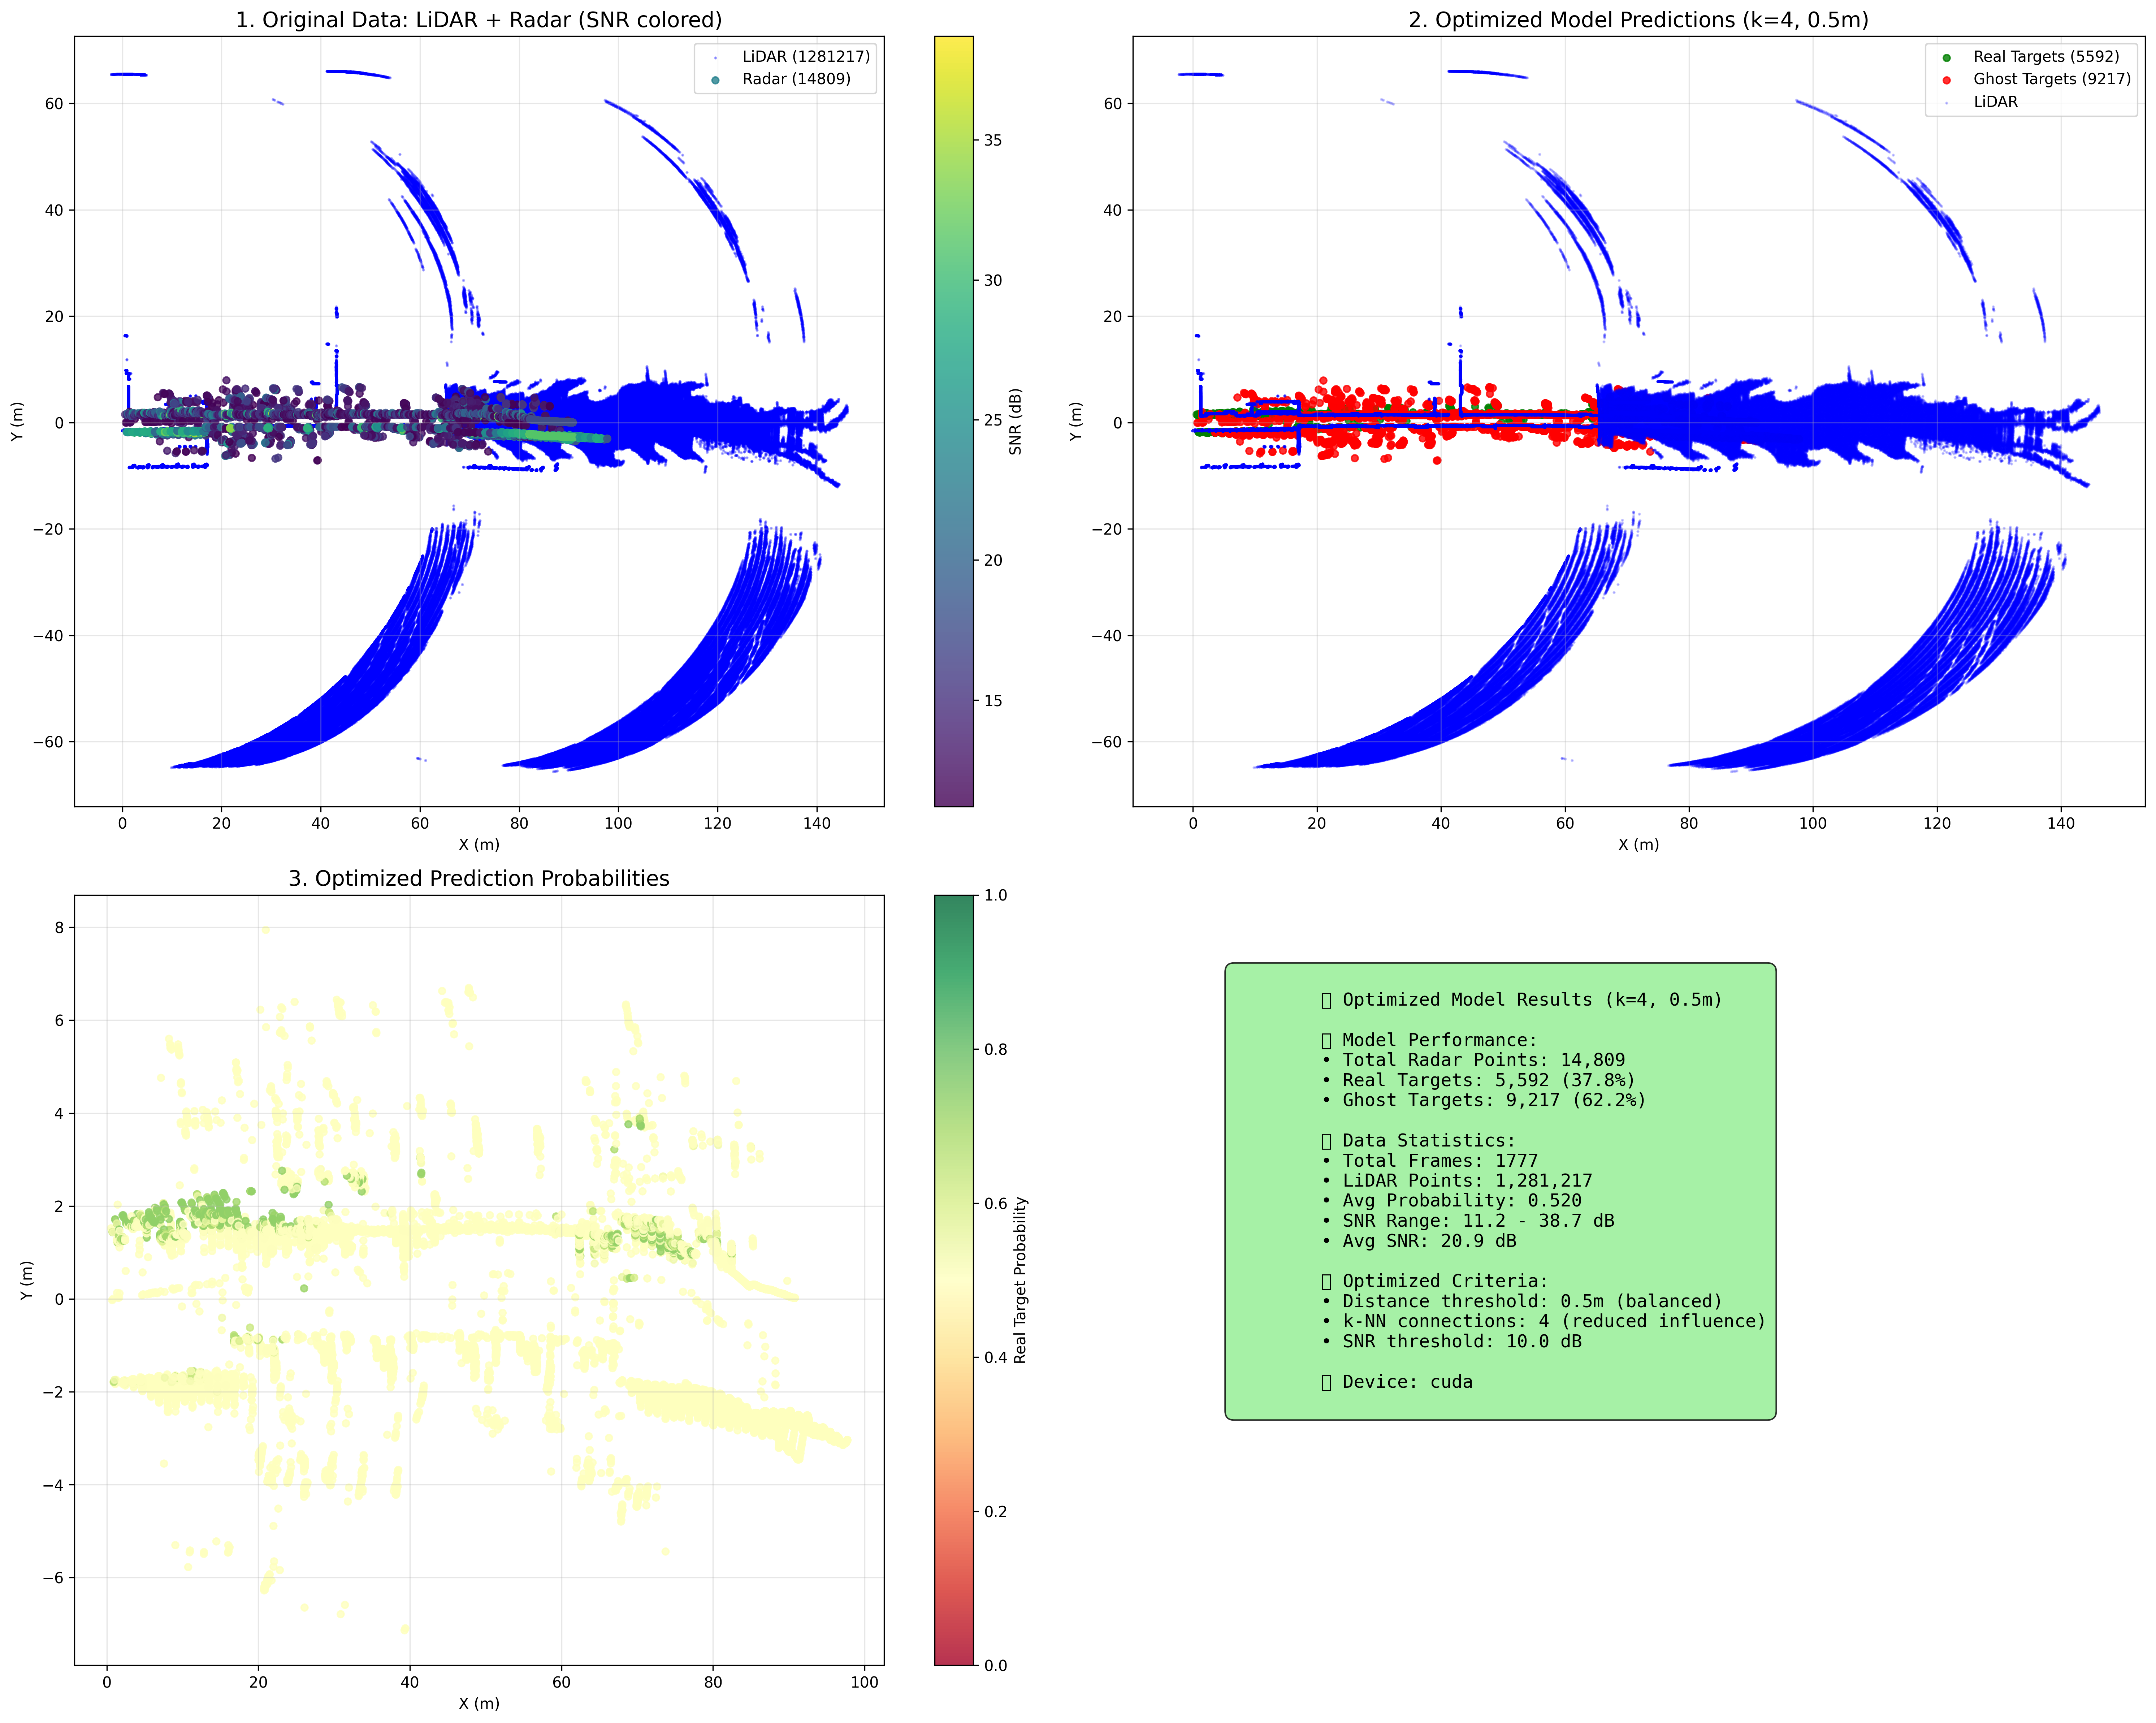 1. Original Data: LiDAR + Radar (SNR colored)
LiDAR (1281217)
Radar (14809)
60
40
20
0
−20
−40
−60
Y (m)
0 20 40 60 80 100 120 140
X (m)
35
30
25
20
15
SNR (dB)
2. Optimized Model Predictions (k=4, 0.5m)
Real Targets (5592)
Ghost Targets (9217)
LiDAR
60
40
20
0
−20
−40
−60
Y (m)
0 20 40 60 80 100 120 140
X (m)
3. Optimized Prediction Probabilities
8
6
4
2
0
−2
−4
−6
Y (m)
0 20 40 60 80 100
X (m)
1.0
0.8
0.6
0.4
0.2
0.0
Real Target Probability
Optimized Model Results (k=4, 0.5m)
Model Performance:
• Total Radar Points: 14,809
• Real Targets: 5,592 (37.8%)
• Ghost Targets: 9,217 (62.2%)
Data Statistics:
• Total Frames: 1777
• LiDAR Points: 1,281,217
• Avg Probability: 0.520
• SNR Range: 11.2 - 38.7 dB
• Avg SNR: 20.9 dB
Optimized Criteria:
• Distance threshold: 0.5m (balanced)
• k-NN connections: 4 (reduced influence)
• SNR threshold: 10.0 dB
Device: cuda